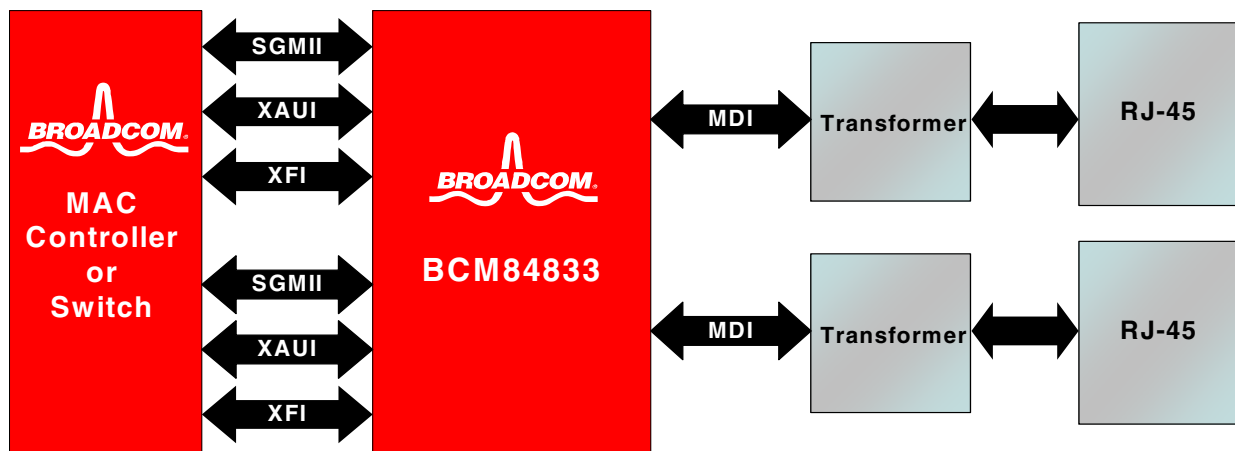 BROADCOM®
MAC
Controller
or
Switch
SGMII
XAUI
XFI
SGMII
XAUI
XFI
BROADCOM®
BCM84833
MDI
Transformer
RJ-45
MDI
Transformer
RJ-45